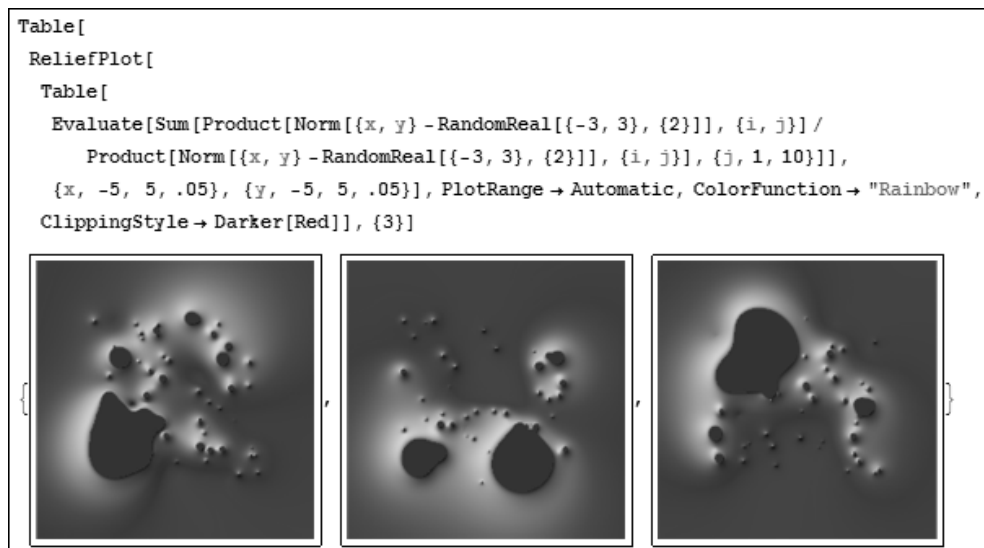 Table[
ReliefPlot[
Table[
Evaluate[Sum[Product[Norm[{x, y} - RandomReal[{-3, 3}, {2}]], {i, j}] /
Product[Norm[{x, y} - RandomReal[{-3, 3}, {2}]], {i, j}], {j, 1, 10}]],
{x, -5, 5, .05}, {y, -5, 5, .05}], PlotRange → Automatic, ColorFunction → "Rainbow",
ClippingStyle → Darker[Red]], {3}]
{ , , }